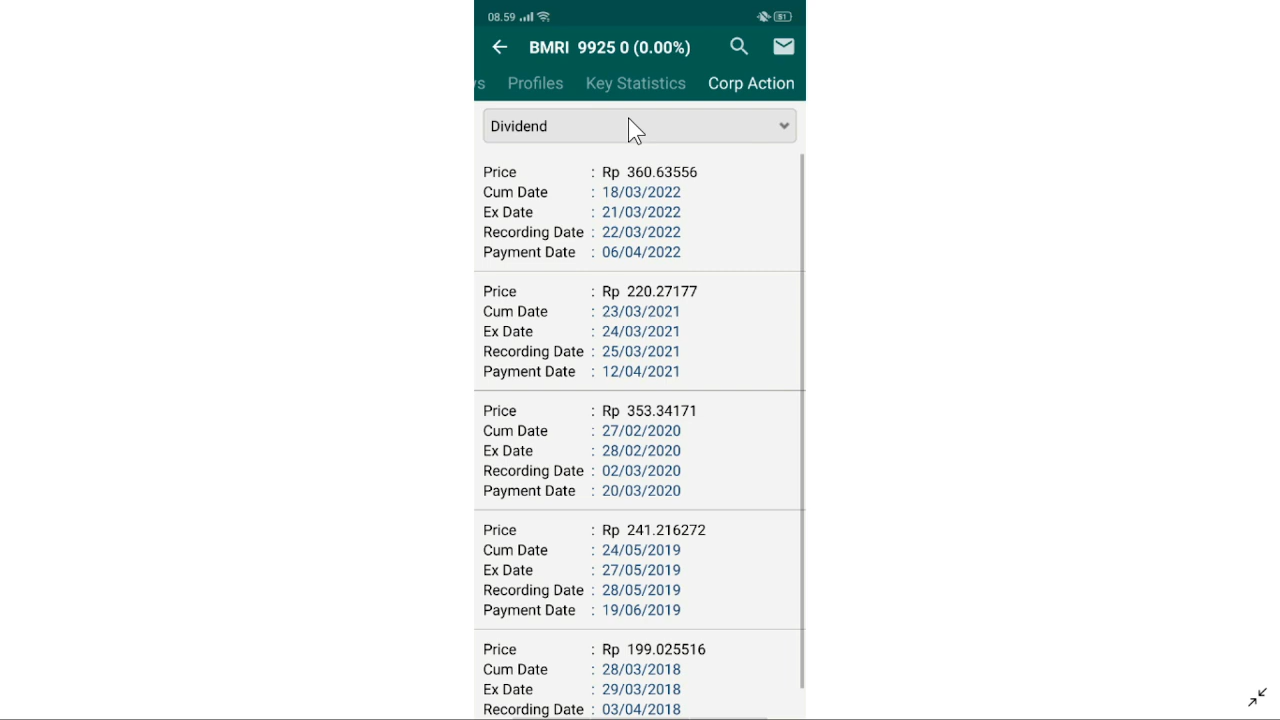 08.59 51
BMRI 9925 0 (0.00%)
s Profiles Key Statistics Corp Action
Dividend
Price : Rp 360.63556
Cum Date : 18/03/2022
Ex Date : 21/03/2022
Recording Date : 22/03/2022
Payment Date : 06/04/2022
Price : Rp 220.27177
Cum Date : 23/03/2021
Ex Date : 24/03/2021
Recording Date : 25/03/2021
Payment Date : 12/04/2021
Price : Rp 353.34171
Cum Date : 27/02/2020
Ex Date : 28/02/2020
Recording Date : 02/03/2020
Payment Date : 20/03/2020
Price : Rp 241.216272
Cum Date : 24/05/2019
Ex Date : 27/05/2019
Recording Date : 28/05/2019
Payment Date : 19/06/2019
Price : Rp 199.025516
Cum Date : 28/03/2018
Ex Date : 29/03/2018
Recording Date : 03/04/2018